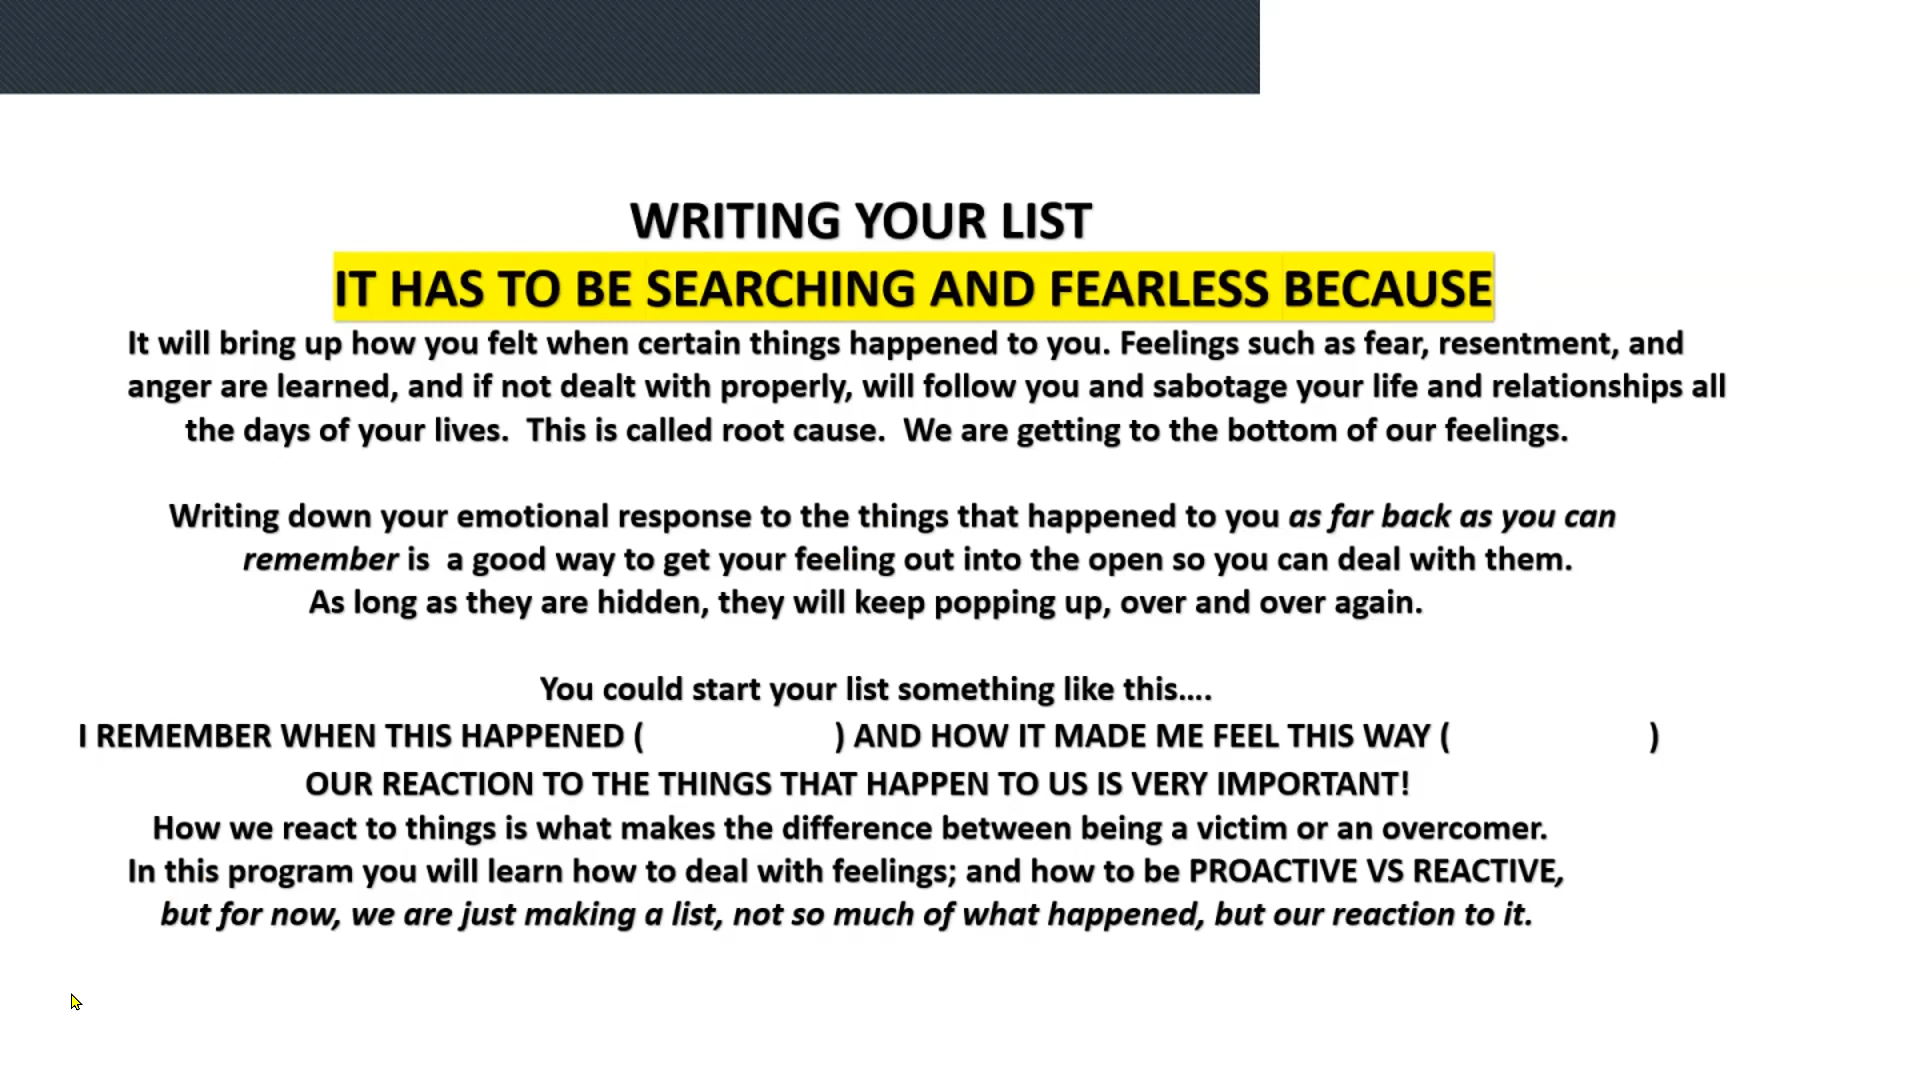 WRITING YOUR LIST
IT HAS TO BE SEARCHING AND FEARLESS BECAUSE
It will bring up how you felt when certain things happened to you. Feelings such as fear, resentment, and
anger are learned, and if not dealt with properly, will follow you and sabotage your life and relationships all
the days of your lives.  This is called root cause.  We are getting to the bottom of our feelings.
Writing down your emotional response to the things that happened to you as far back as you can
remember is  a good way to get your feeling out into the open so you can deal with them.
As long as they are hidden, they will keep popping up, over and over again.
You could start your list something like this....
I REMEMBER WHEN THIS HAPPENED (                    ) AND HOW IT MADE ME FEEL THIS WAY (                    )
OUR REACTION TO THE THINGS THAT HAPPEN TO US IS VERY IMPORTANT!
How we react to things is what makes the difference between being a victim or an overcomer.
In this program you will learn how to deal with feelings; and how to be PROACTIVE VS REACTIVE,
but for now, we are just making a list, not so much of what happened, but our reaction to it.